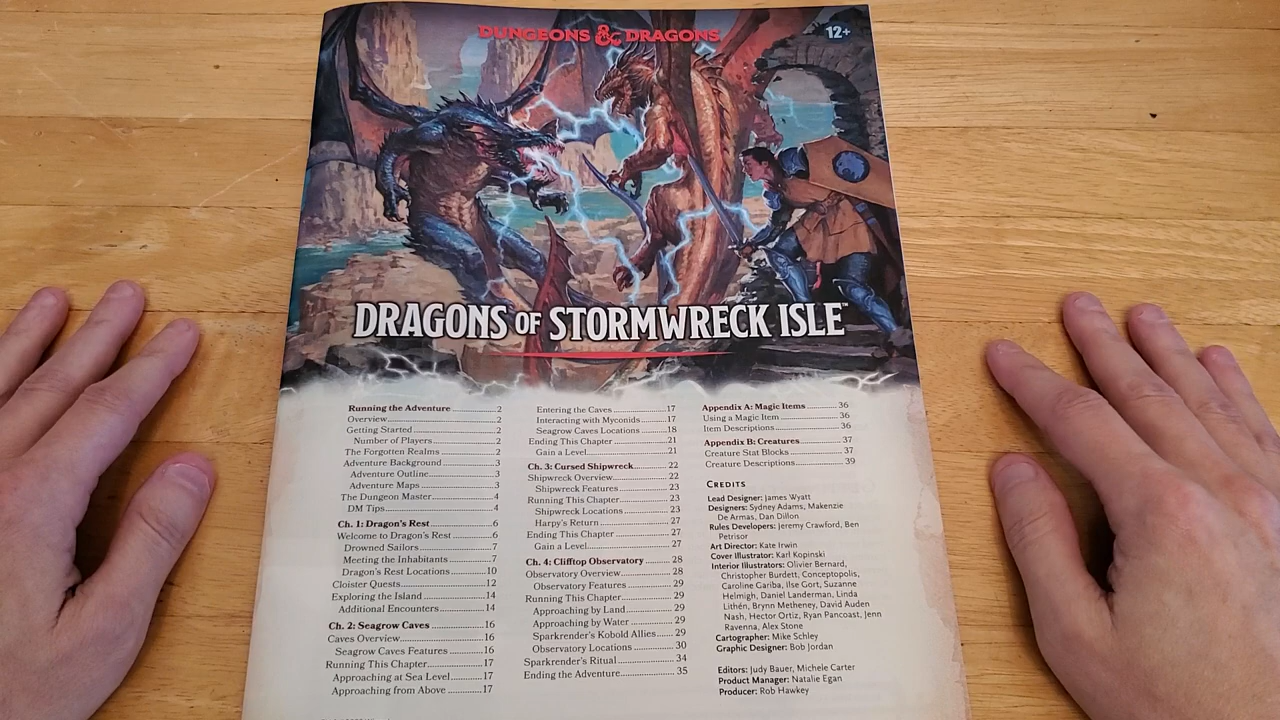 DUNGEONS & DRAGONS
12+
DRAGONS OF STORMWRECK ISLE™
Running the Adventure ............ 2
Overview ............ 2
Getting Started ............ 2
Number of Players ............ 2
The Forgotten Realms ............ 2
Adventure Background ............ 3
Adventure Outline ............ 3
Adventure Maps ............ 3
The Dungeon Master ............ 4
DM Tips ............ 4
Ch. 1: Dragon's Rest ............ 6
Welcome to Dragon's Rest ............ 6
Drowned Sailors ............ 7
Meeting the Inhabitants ............ 7
Dragon's Rest Locations ............ 10
Cloister Quests ............ 12
Exploring the Island ............ 14
Additional Encounters ............ 14
Ch. 2: Seagrow Caves ............ 16
Caves Overview ............ 16
Seagrow Caves Features ............ 16
Running This Chapter ............ 17
Approaching at Sea Level ............ 17
Approaching from Above ............ 17
Entering the Caves ............ 17
Interacting with Myconids ............ 17
Seagrow Caves Locations ............ 18
Ending This Chapter ............ 21
Gain a Level ............ 21
Ch. 3: Cursed Shipwreck ............ 22
Shipwreck Overview ............ 22
Shipwreck Features ............ 23
Running This Chapter ............ 23
Shipwreck Locations ............ 23
Harpy's Return ............ 27
Ending This Chapter ............ 27
Gain a Level ............ 27
Ch. 4: Clifftop Observatory ............ 28
Observatory Overview ............ 28
Observatory Features ............ 29
Running This Chapter ............ 29
Approaching by Land ............ 29
Approaching by Water ............ 29
Sparkrender's Kobold Allies ............ 29
Observatory Locations ............ 30
Sparkrender's Ritual ............ 34
Ending the Adventure ............ 35
Appendix A: Magic Items ............ 36
Using a Magic Item ............ 36
Item Descriptions ............ 36
Appendix B: Creatures ............ 37
Creature Stat Blocks ............ 37
Creature Descriptions ............ 39
CREDITS
Lead Designer: James Wyatt
Designers: Sydney Adams, Makenzie
De Armas, Dan Dillon
Rules Developers: Jeremy Crawford, Ben
Petrisor
Art Director: Kate Irwin
Cover Illustrator: Karl Kopinski
Interior Illustrators: Olivier Bernard,
Christopher Burdett, Conceptopolis,
Caroline Gariba, Ilse Gort, Suzanne
Helmigh, Daniel Landerman, Linda
Lithén, Brynn Metheney, David Auden
Nash, Hector Ortiz, Ryan Pancoast, Jenn
Ravenna, Alex Stone
Cartographer: Mike Schley
Graphic Designer: Bob Jordan
Editors: Judy Bauer, Michele Carter
Product Manager: Natalie Egan
Producer: Rob Hawkey